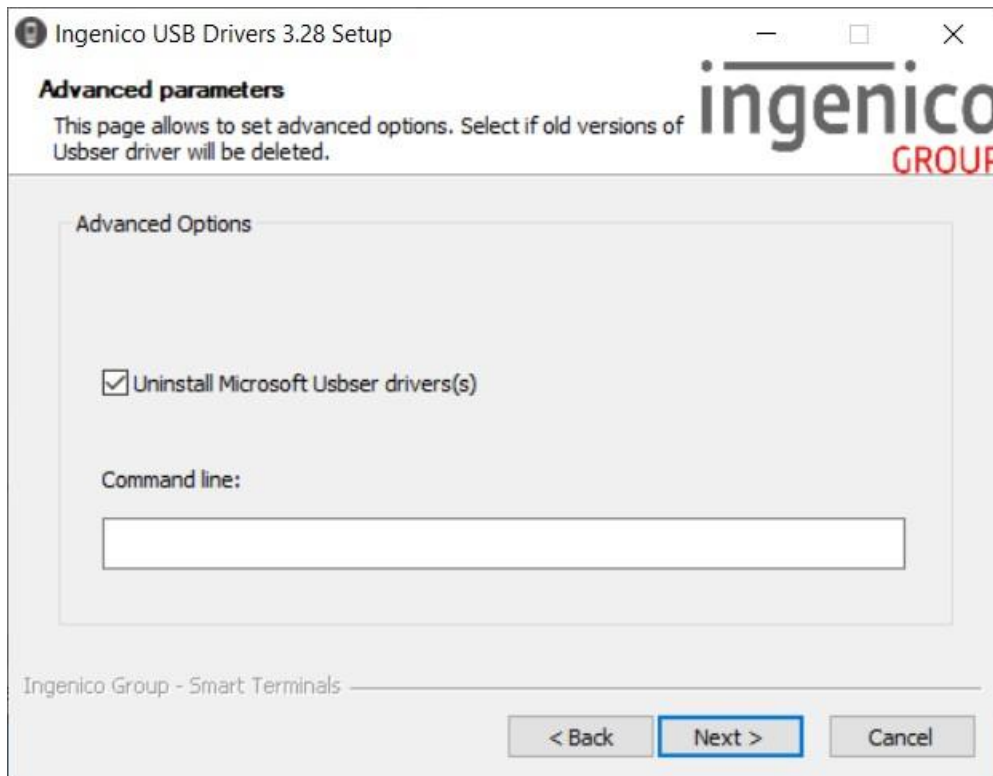 Ingenico USB Drivers 3.28 Setup
Advanced parameters
This page allows to set advanced options. Select if old versions of
Usbser driver will be deleted.
ingenico
GROUP
Advanced Options
Uninstall Microsoft Usbser drivers(s)
Command line:
Ingenico Group - Smart Terminals
< Back
Next >
Cancel